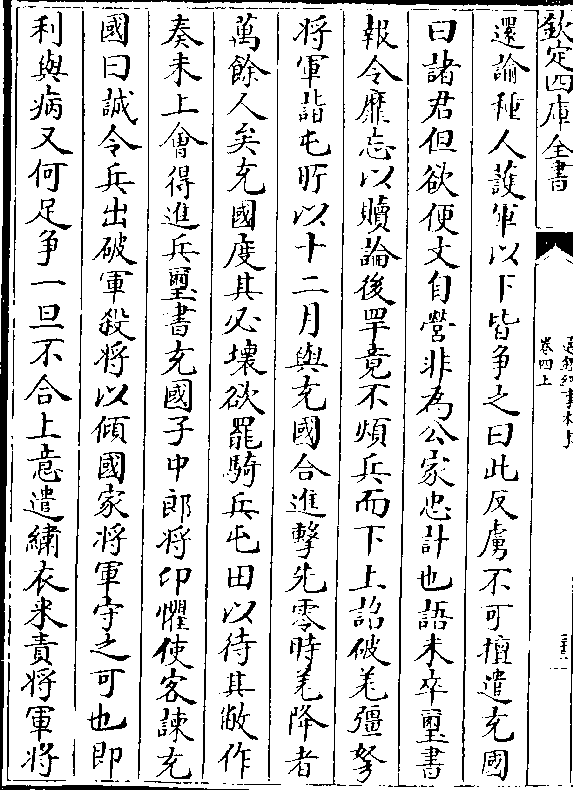 欽定四庫全書
卷四上
還諭種人護軍以下皆争之曰此反虜不可擅遣充國
曰諸君但欲便文自營非為公家忠計也語未卒璽書
報令靡忘以贖論後罕竟不煩兵而下上詔破羌彊弩
將軍詣屯所以十二月與充國合進擊先零時羌降者
萬餘人矣充國度其必壞欲罷騎兵屯田以待其敝作
奏未上會得進兵璽書充國子中郎將卬懼使客諫充
國曰誠令兵出破軍殺將以傾國家將軍守之可也即
利與病又何足争一旦不合上意遣繡衣来責將軍將